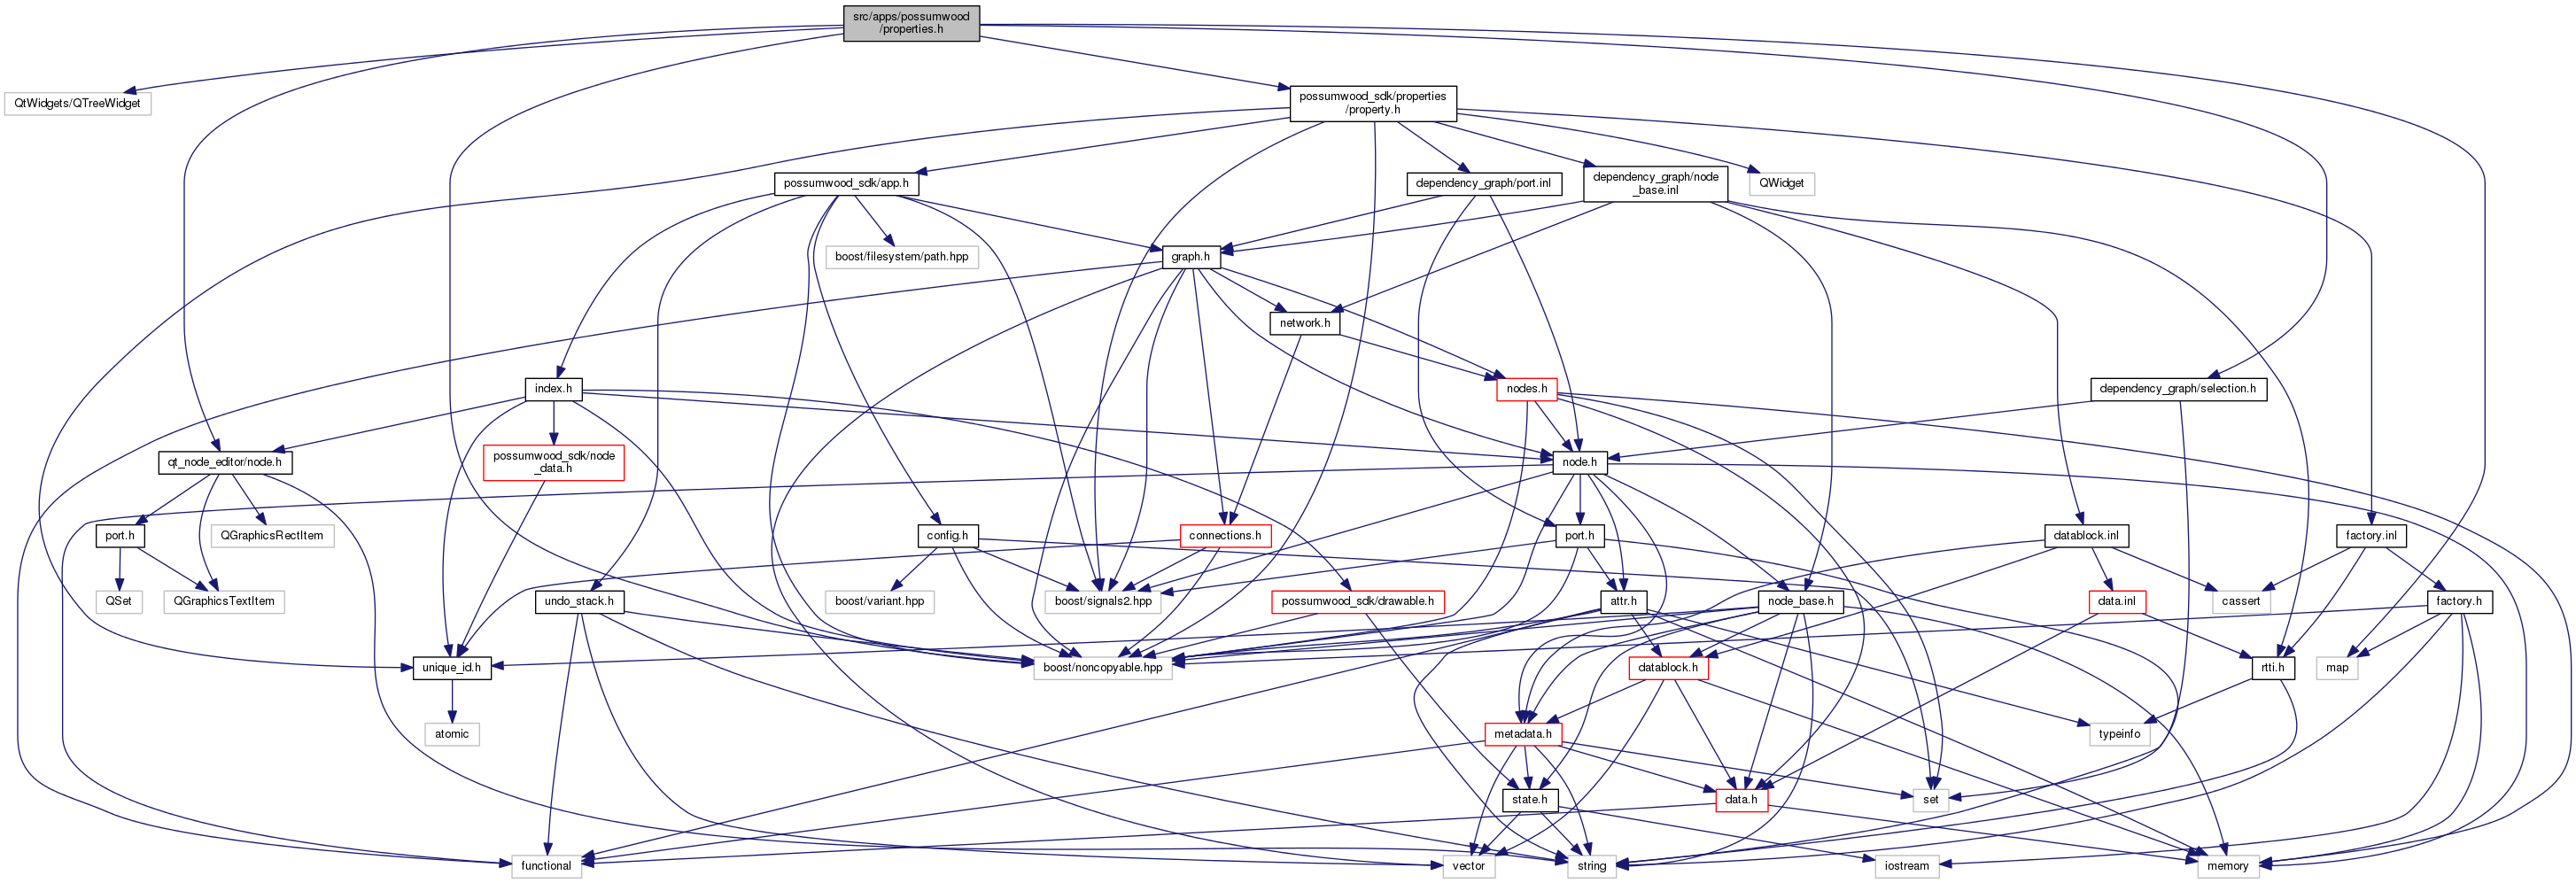 src/apps/possumwood
/properties.h
QtWidgets/QTreeWidget
possumwood_sdk/properties
/property.h
possumwood_sdk/app.h
dependency_graph/port.inl
dependency_graph/node
_base.inl
QWidget
boost/filesystem/path.hpp
graph.h
network.h
index.h
nodes.h
dependency_graph/selection.h
qt_node_editor/node.h
possumwood_sdk/node
_data.h
node.h
port.h
QGraphicsRectItem
config.h
connections.h
port.h
datablock.inl
factory.inl
QSet
QGraphicsTextItem
undo_stack.h
boost/variant.hpp
boost/signals2.hpp
possumwood_sdk/drawable.h
attr.h
node_base.h
data.inl
cassert
factory.h
unique_id.h
boost/noncopyable.hpp
datablock.h
rtti.h
map
atomic
metadata.h
typeinfo
state.h
data.h
set
functional
vector
string
iostream
memory